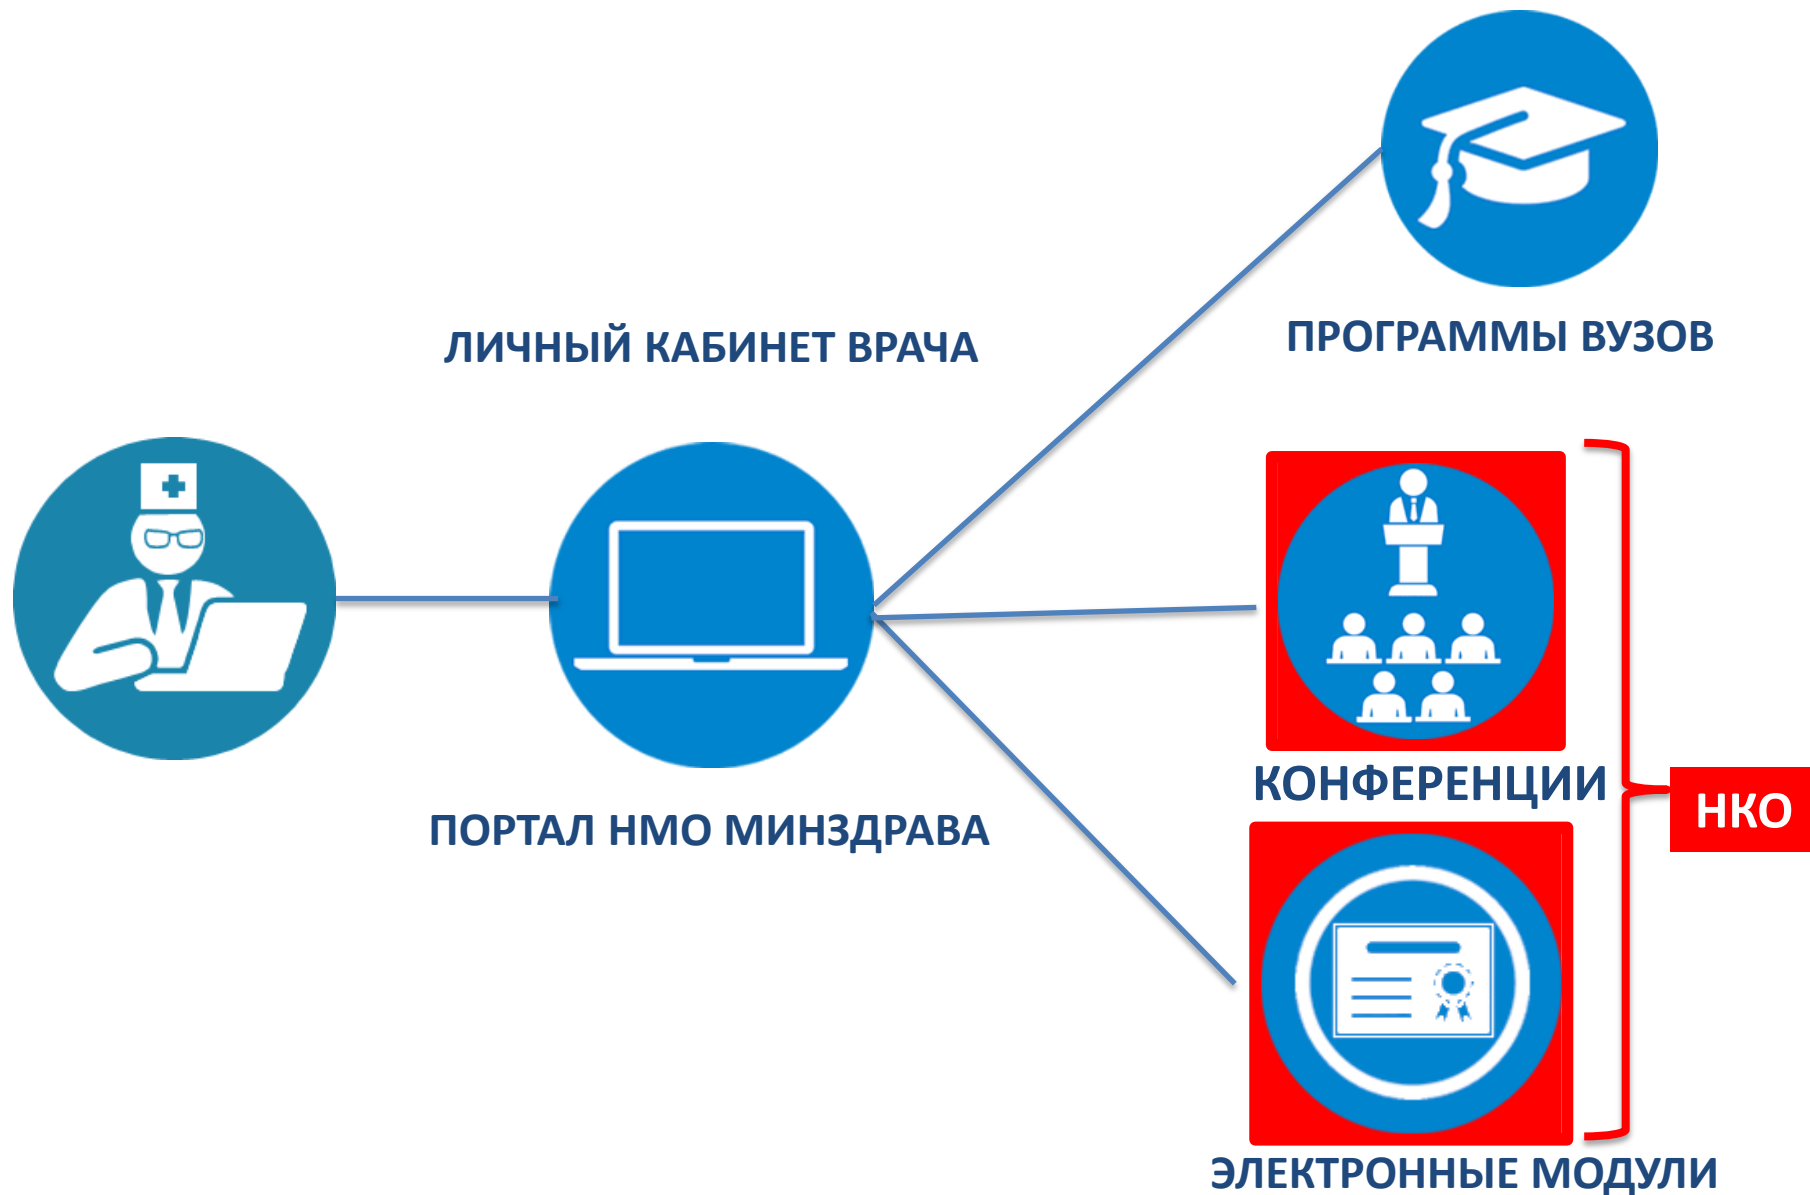 ЛИЧНЫЙ КАБИНЕТ ВРАЧА
ПОРТАЛ НМО МИНЗДРАВА
ПРОГРАММЫ ВУЗОВ
КОНФЕРЕНЦИИ
НКО
ЭЛЕКТРОННЫЕ МОДУЛИ